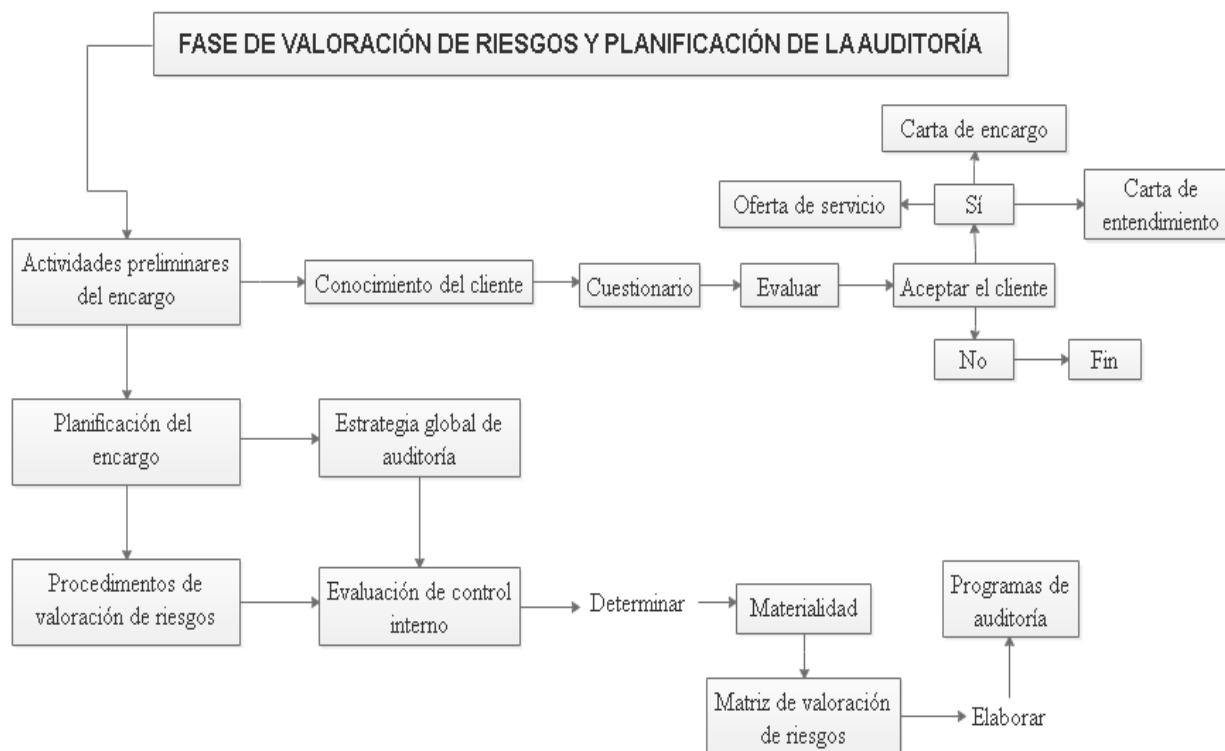 FASE DE VALORACIÓN DE RIESGOS Y PLANIFICACIÓN DE LA AUDITORÍA
Carta de encargo
Oferta de servicio
Sí
Carta de
entendimiento
Actividades preliminares
del encargo
Conocimiento del cliente
Cuestionario
Evaluar
Aceptar el cliente
No
Fin
Planificación del
encargo
Estrategia global de
auditoría
Procedimentos de
valoración de riesgos
Evaluación de control
interno
Determinar
Materialidad
Programas de
auditoría
Matriz de valoración
de riesgos
Elaborar